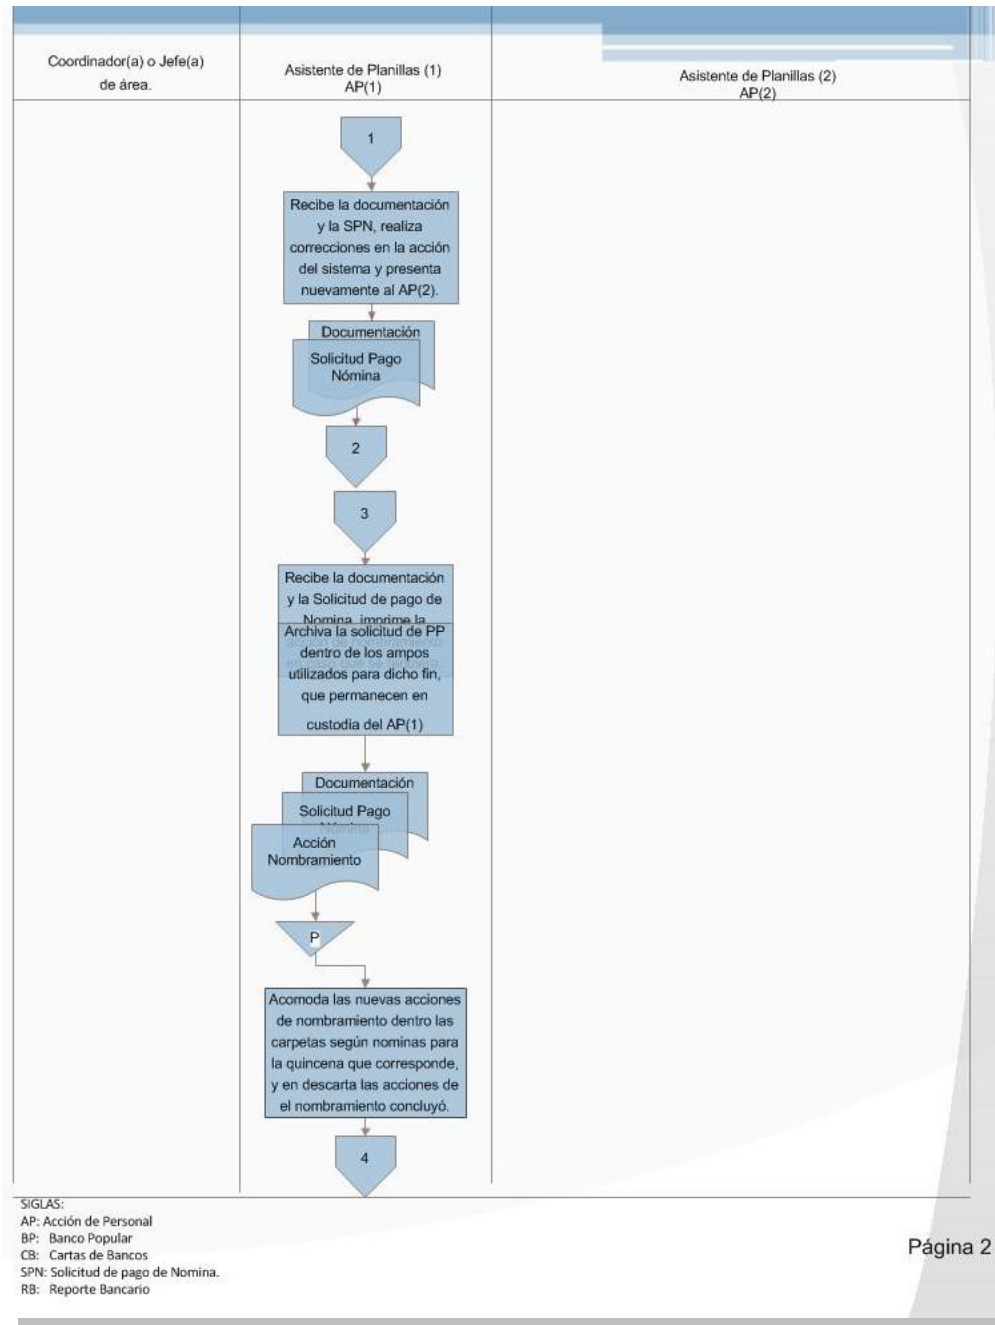 Coordinador(a) o Jefe(a)
de área.
Asistente de Planillas (1)
AP(1)
Asistente de Planillas (2)
AP(2)
1
Recibe la documentación
y la SPN, realiza
correcciones en la acción
del sistema y presenta
nuevamente al AP(2).
Documentación
Solicitud Pago
Nómina
2
3
Recibe la documentación
y la Solicitud de pago de
Nomina, imprime la
Archiva la solicitud de PP
dentro de los ampos
utilizados para dicho fin,
que permanecen en
custodia del AP(1)
Documentación
Solicitud Pago
Nómina
Acción
Nombramiento
P
Acomoda las nuevas acciones
de nombramiento dentro las
carpetas según nominas para
la quincena que corresponde,
y en descarta las acciones de
el nombramiento concluyó.
4
SIGLAS:
AP: Acción de Personal
BP: Banco Popular
CB: Cartas de Bancos
SPN: Solicitud de pago de Nomina.
RB: Reporte Bancario
Página 2